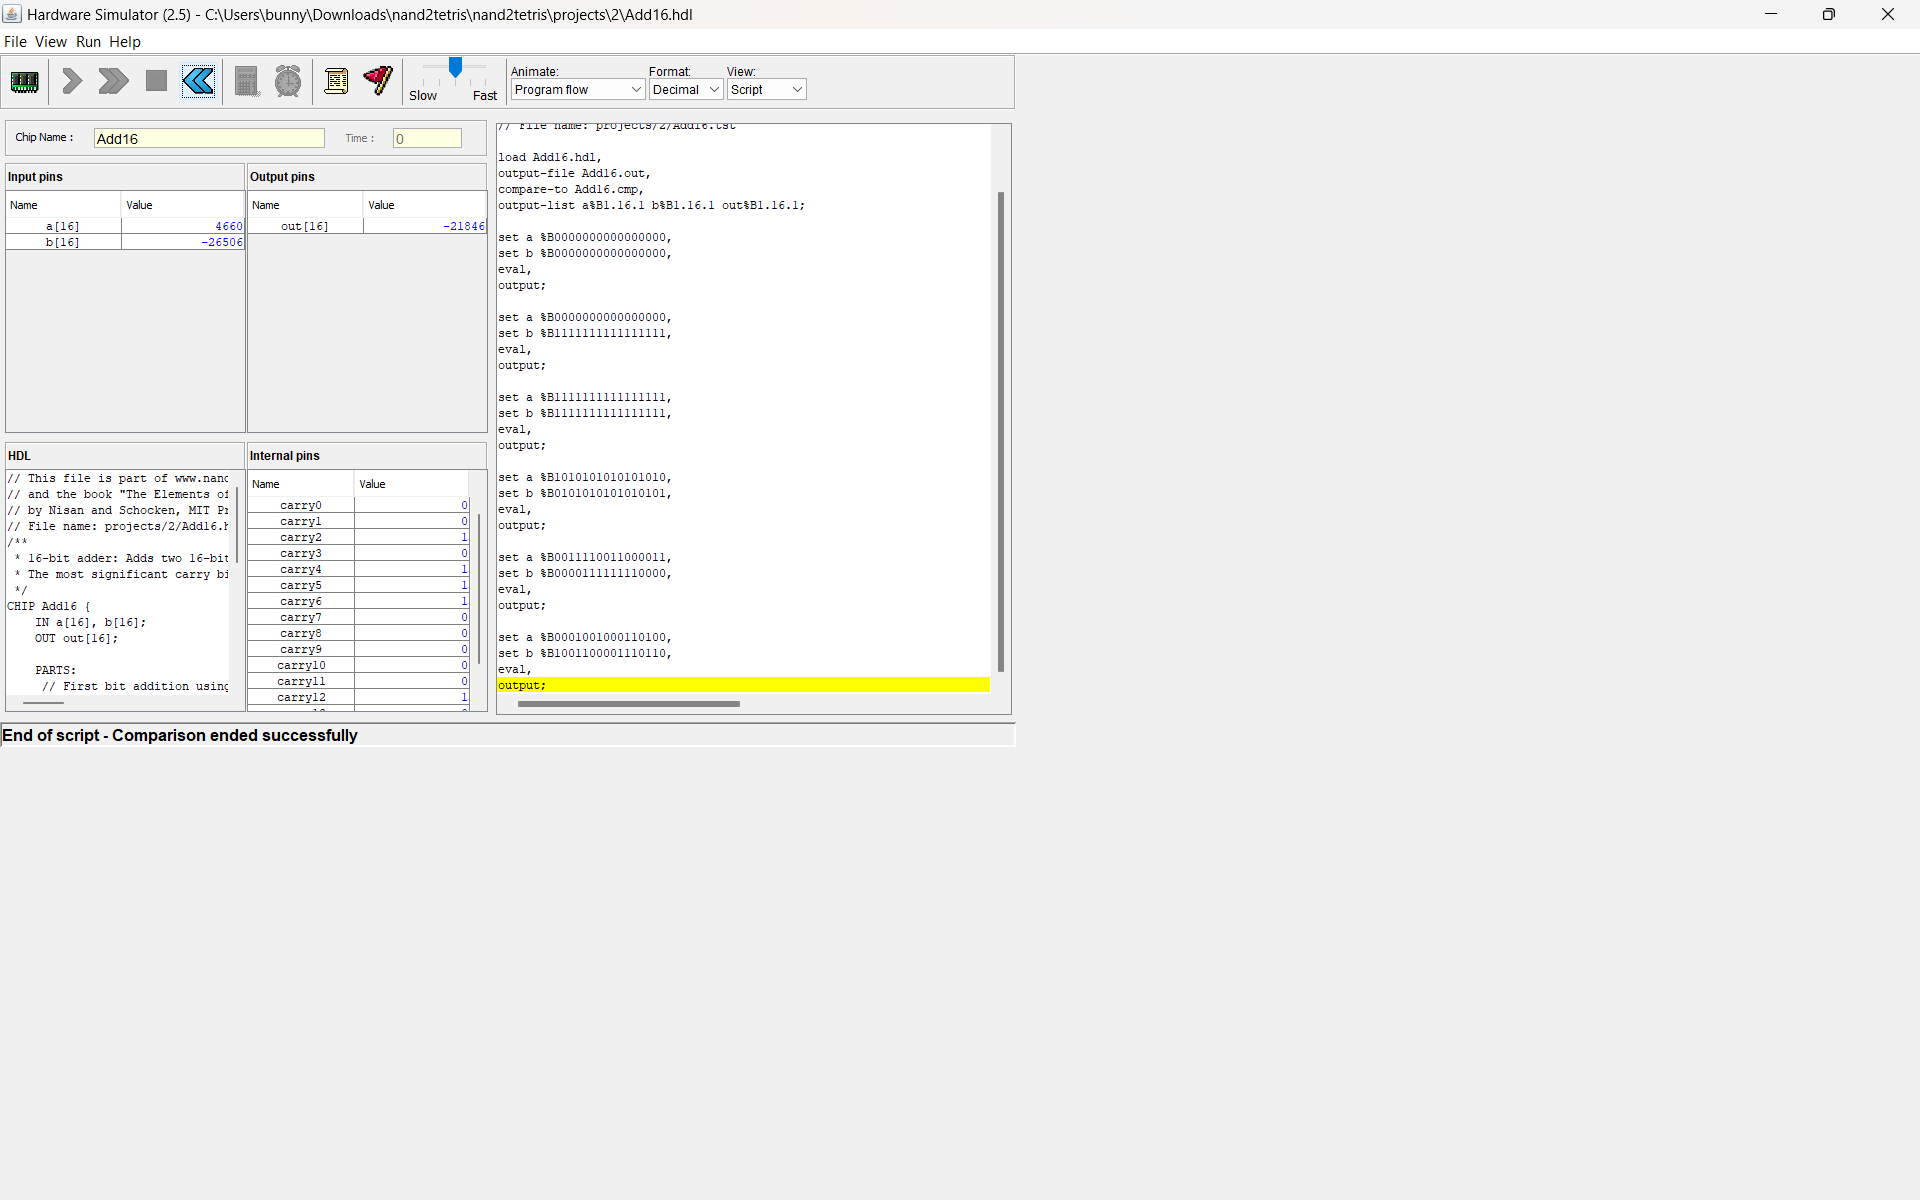 Hardware Simulator (2.5) - C:\Users\bunny\Downloads\nand2tetris\nand2tetris\projects\2\Add16.hdl
File View Run Help
Slow Fast
Animate: Format: View:
Program flow Decimal Script
Chip Name : Add16 Time : 0
Input pins
Name Value
a[16] 4660
b[16] -26506
Output pins
Name Value
out[16] -21846
HDL
// This file is part of www.nand
// and the book "The Elements of
// by Nisan and Schocken, MIT Pr
// File name: projects/2/Add16.h
/**
* 16-bit adder: Adds two 16-bit
* The most significant carry bi
*/
CHIP Add16 {
IN a[16], b[16];
OUT out[16];
PARTS:
// First bit addition using
Internal pins
Name Value
carry0 0
carry1 0
carry2 1
carry3 0
carry4 1
carry5 1
carry6 1
carry7 0
carry8 0
carry9 0
carry10 0
carry11 0
carry12 1
// File name: projects/2/Add16.tst
load Add16.hdl,
output-file Add16.out,
compare-to Add16.cmp,
output-list a%B1.16.1 b%B1.16.1 out%B1.16.1;
set a %B0000000000000000,
set b %B0000000000000000,
eval,
output;
set a %B0000000000000000,
set b %B1111111111111111,
eval,
output;
set a %B1111111111111111,
set b %B1111111111111111,
eval,
output;
set a %B1010101010101010,
set b %B0101010101010101,
eval,
output;
set a %B0011110011000011,
set b %B0000111111110000,
eval,
output;
set a %B0001001000110100,
set b %B1001100001110110,
eval,
output;
End of script - Comparison ended successfully